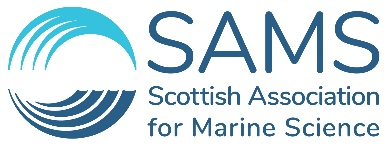 SAMS
Scottish Association
for Marine Science